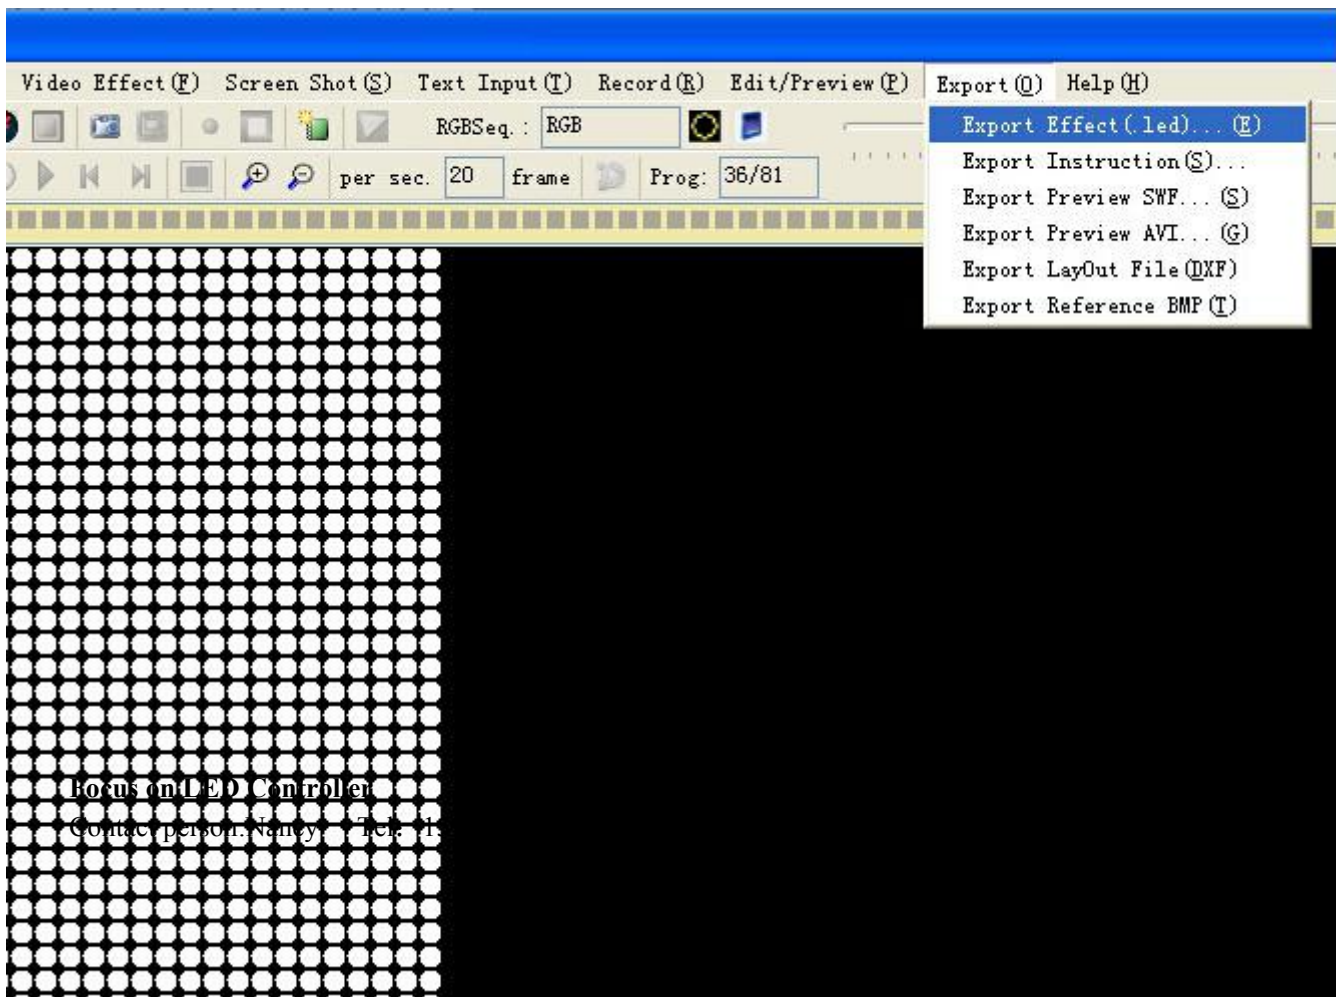 Video Effect(F) Screen Shot(S) Text Input(T) Record(R) Edit/Preview(P) Export(O) Help(H)
RGBSeq.: RGB
per sec. 20 frame Prog: 36/81
Export Effect(.led)...(E)
Export Instruction(S)...
Export Preview SWF...(S)
Export Preview AVI...(G)
Export LayOut File(DXF)
Export Reference BMP(T)
Focus on LED Controller
Contact person:Nancy Tel: